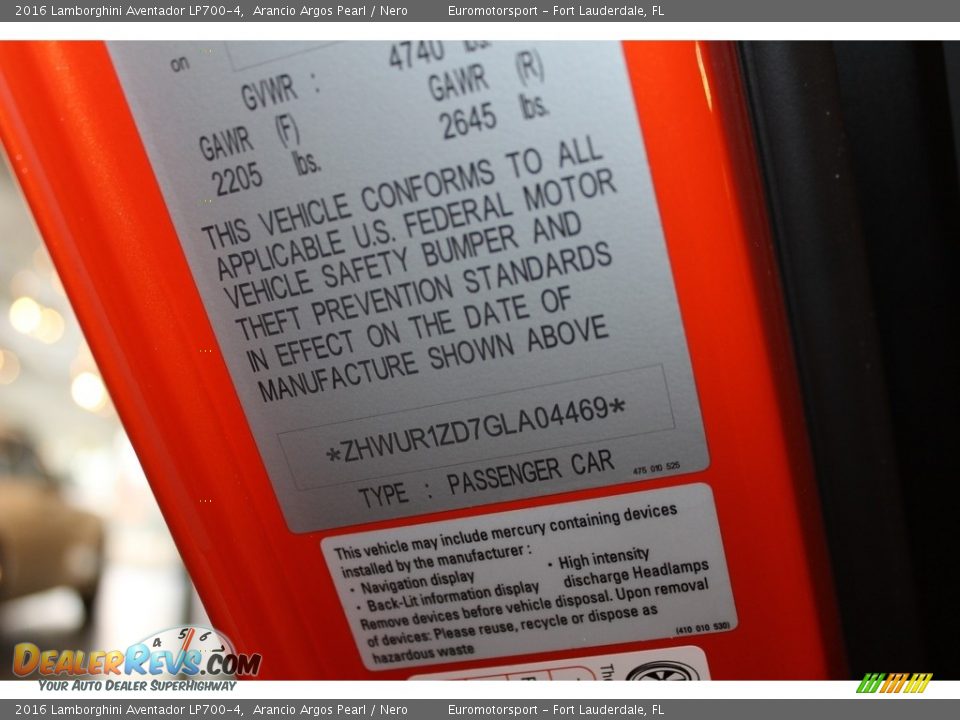 2016 Lamborghini Aventador LP700-4, Arancio Argos Pearl / Nero Euromotorsport - Fort Lauderdale, FL
on
4740 lbs.
GVWR :
GAWR (F) GAWR (R)
2205 lbs. 2645 lbs.
THIS VEHICLE CONFORMS TO ALL
APPLICABLE U.S. FEDERAL MOTOR
VEHICLE SAFETY BUMPER AND
THEFT PREVENTION STANDARDS
IN EFFECT ON THE DATE OF
MANUFACTURE SHOWN ABOVE
*ZHWUR1ZD7GLA04469*
TYPE : PASSENGER CAR 475 010 525
This vehicle may include mercury containing devices
installed by the manufacturer :
· Navigation display · High intensity
· Back-Lit information display discharge Headlamps
Remove devices before vehicle disposal. Upon removal
of devices: Please reuse, recycle or dispose as
hazardous waste (410 010 530)
4 5 6
DealerRevs.com
Your Auto Dealer SuperHighway
2016 Lamborghini Aventador LP700-4, Arancio Argos Pearl / Nero Euromotorsport - Fort Lauderdale, FL